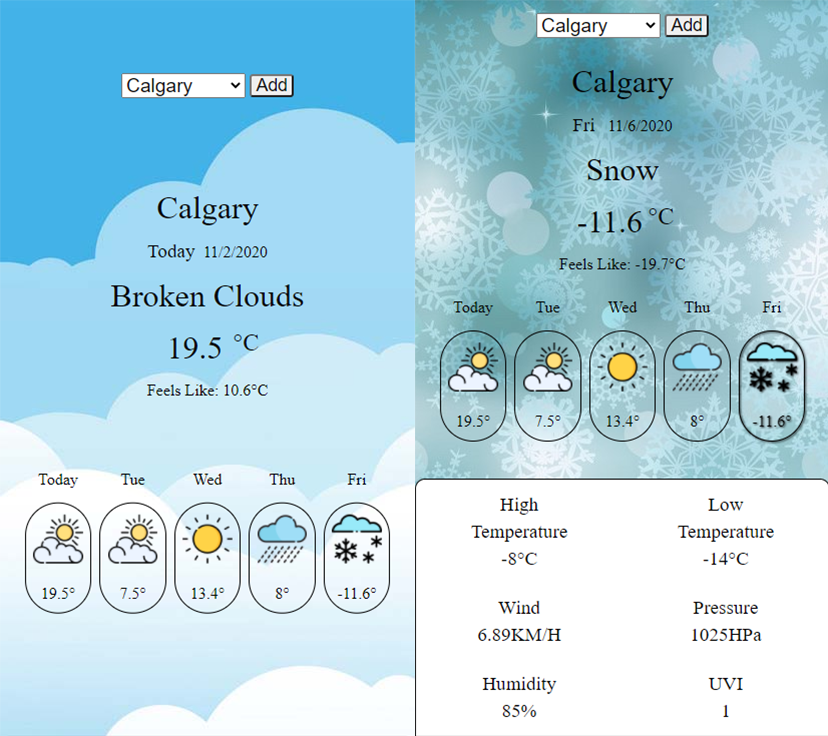 Calgary Add
Calgary
Today 11/2/2020
Broken Clouds
19.5 °C
Feels Like: 10.6°C
Today Tue Wed Thu Fri
19.5° 7.5° 13.4° 8° -11.6°
Calgary Add
Calgary
Fri 11/6/2020
Snow
-11.6 °C
Feels Like: -19.7°C
Today Tue Wed Thu Fri
19.5° 7.5° 13.4° 8° -11.6°
High Low
Temperature Temperature
-8°C -14°C
Wind Pressure
6.89KM/H 1025HPa
Humidity UVI
85% 1